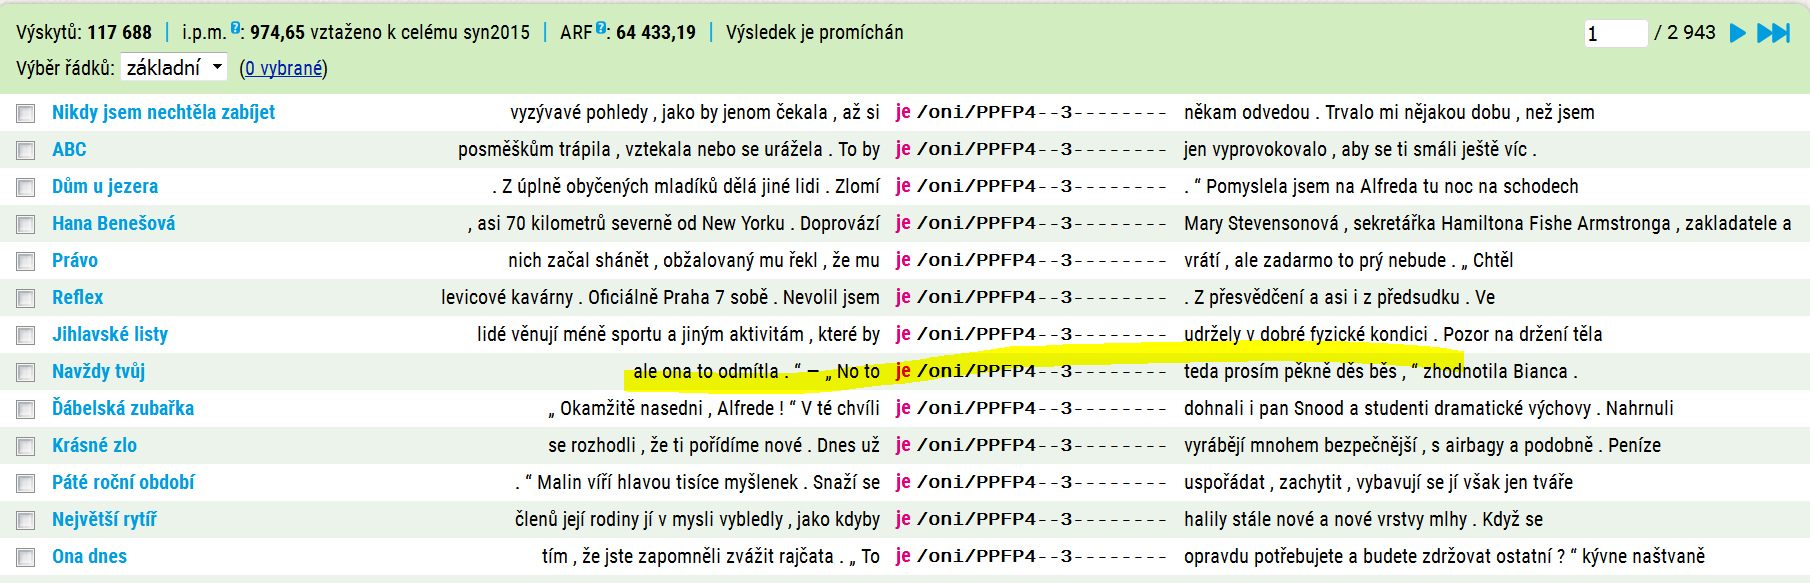 Výskytů: 117 688 | i.p.m. ?: 974,65 vztaženo k celému syn2015 | ARF ?: 64 433,19 | Výsledek je promíchán 1 / 2 943
Výběr řádků: základní (0 vybrané)
Nikdy jsem nechtěla zabíjet vyzývavé pohledy , jako by jenom čekala , až si je /oni/PPFP4--3-------- někam odvedou . Trvalo mi nějakou dobu , než jsem
ABC posměškům trápila , vztekala nebo se urážela . To by je /oni/PPFP4--3-------- jen vyprovokovalo , aby se ti smáli ještě víc .
Dům u jezera . Z úplně obyčených mladíků dělá jiné lidi . Zlomí je /oni/PPFP4--3-------- . “ Pomyslela jsem na Alfreda tu noc na schodech
Hana Benešová , asi 70 kilometrů severně od New Yorku . Doprovází je /oni/PPFP4--3-------- Mary Stevensonová , sekretářka Hamiltona Fishe Armstronga , zakladatele a
Právo nich začal shánět , obžalovaný mu řekl , že mu je /oni/PPFP4--3-------- vrátí , ale zadarmo to prý nebude . „ Chtěl
Reflex levicové kavárny . Oficiálně Praha 7 sobě . Nevolil jsem je /oni/PPFP4--3-------- . Z přesvědčení a asi i z předsudku . Ve
Jihlavské listy lidé věnují méně sportu a jiným aktivitám , které by je /oni/PPFP4--3-------- udržely v dobré fyzické kondici . Pozor na držení těla
Navždy tvůj ale ona to odmítla . “ — „ No to je /oni/PPFP4--3-------- teda prosím pěkně děs běs , “ zhodnotila Bianca .
Ďábelská zubařka „ Okamžitě nasedni , Alfrede ! “ V té chvíli je /oni/PPFP4--3-------- dohnali i pan Snood a studenti dramatické výchovy . Nahrnuli
Krásné zlo se rozhodli , že ti pořídíme nové . Dnes už je /oni/PPFP4--3-------- vyrábějí mnohem bezpečnější , s airbagy a podobně . Peníze
Páté roční období . “ Malin víří hlavou tisíce myšlenek . Snaží se je /oni/PPFP4--3-------- uspořádat , zachytit , vybavují se jí však jen tváře
Největší rytíř členů její rodiny jí v mysli vybledly , jako kdyby je /oni/PPFP4--3-------- halily stále nové a nové vrstvy mlhy . Když se
Ona dnes tím , že jste zapomněli zvážit rajčata . „ To je /oni/PPFP4--3-------- opravdu potřebujete a budete zdržovat ostatní ? “ kývne naštvaně